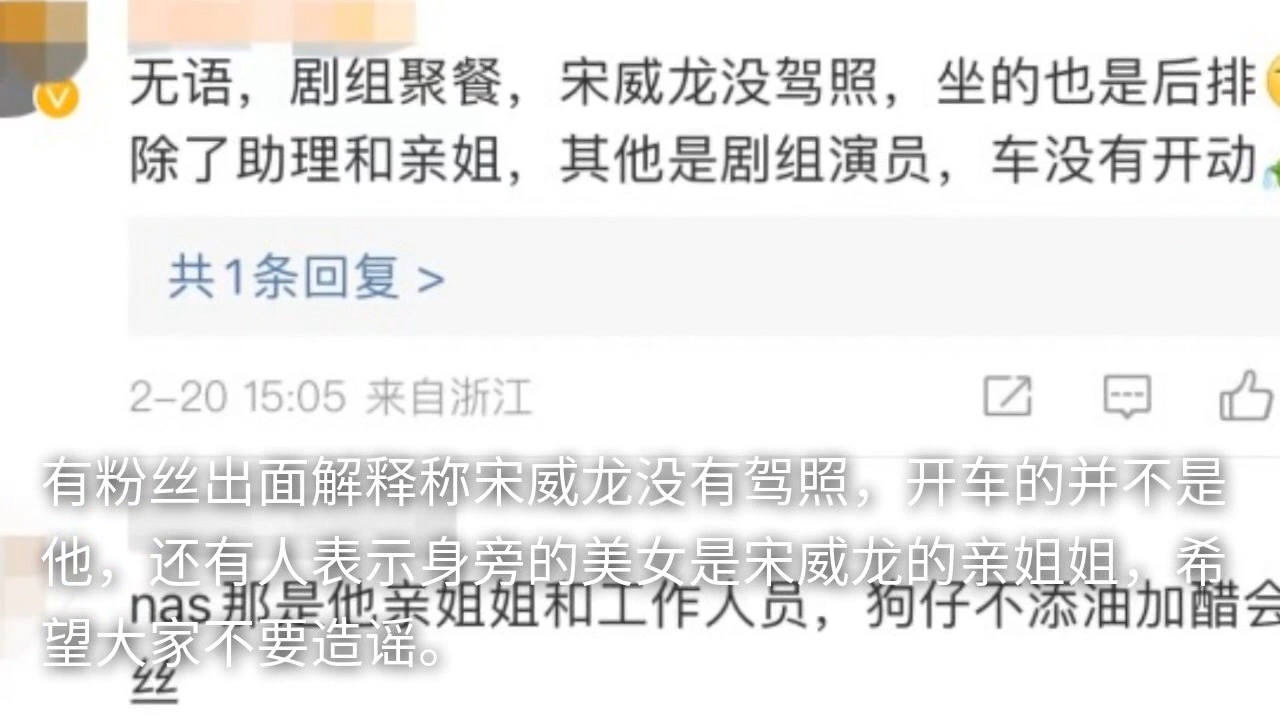 无语，剧组聚餐，宋威龙没驾照，坐的也是后排
除了助理和亲姐，其他是剧组演员，车没有开动
共1条回复 >
2-20 15:05 来自浙江
有粉丝出面解释称宋威龙没有驾照，开车的并不是
他，还有人表示身旁的美女是宋威龙的亲姐姐，希
nas那是他亲姐姐和工作人员，狗仔不添油加醋会
望大家不要造谣。
丝